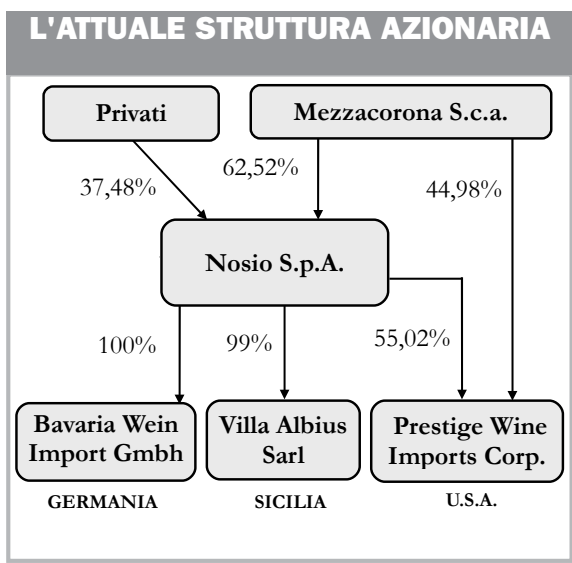 L'ATTUALE STRUTTURA AZIONARIA
Privati
Mezzacorona S.c.a.
37,48%
62,52%
44,98%
Nosio S.p.A.
100%
99%
55,02%
Bavaria Wein
Import Gmbh
Villa Albius
Sarl
Prestige Wine
Imports Corp.
GERMANIA
SICILIA
U.S.A.